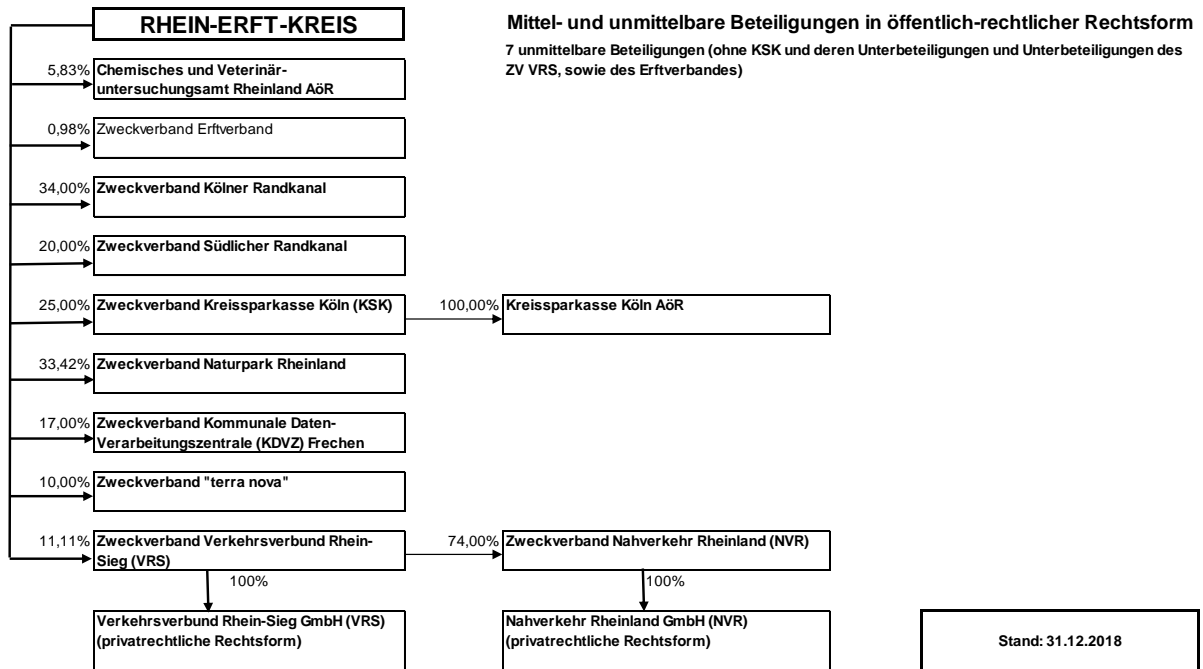 RHEIN-ERFT-KREIS
Mittel- und unmittelbare Beteiligungen in öffentlich-rechtlicher Rechtsform
7 unmittelbare Beteiligungen (ohne KSK und deren Unterbeteiligungen und Unterbeteiligungen des
ZV VRS, sowie des Erftverbandes)
5,83% Chemisches und Veterinär-
untersuchungsamt Rheinland AöR
0,98% Zweckverband Erftverband
34,00% Zweckverband Kölner Randkanal
20,00% Zweckverband Südlicher Randkanal
25,00% Zweckverband Kreissparkasse Köln (KSK)
100,00% Kreissparkasse Köln AöR
33,42% Zweckverband Naturpark Rheinland
17,00% Zweckverband Kommunale Daten-
Verarbeitungszentrale (KDVZ) Frechen
10,00% Zweckverband "terra nova"
11,11% Zweckverband Verkehrsverbund Rhein-
Sieg (VRS)
74,00% Zweckverband Nahverkehr Rheinland (NVR)
100%
100%
Verkehrsverbund Rhein-Sieg GmbH (VRS)
(privatrechtliche Rechtsform)
Nahverkehr Rheinland GmbH (NVR)
(privatrechtliche Rechtsform)
Stand: 31.12.2018